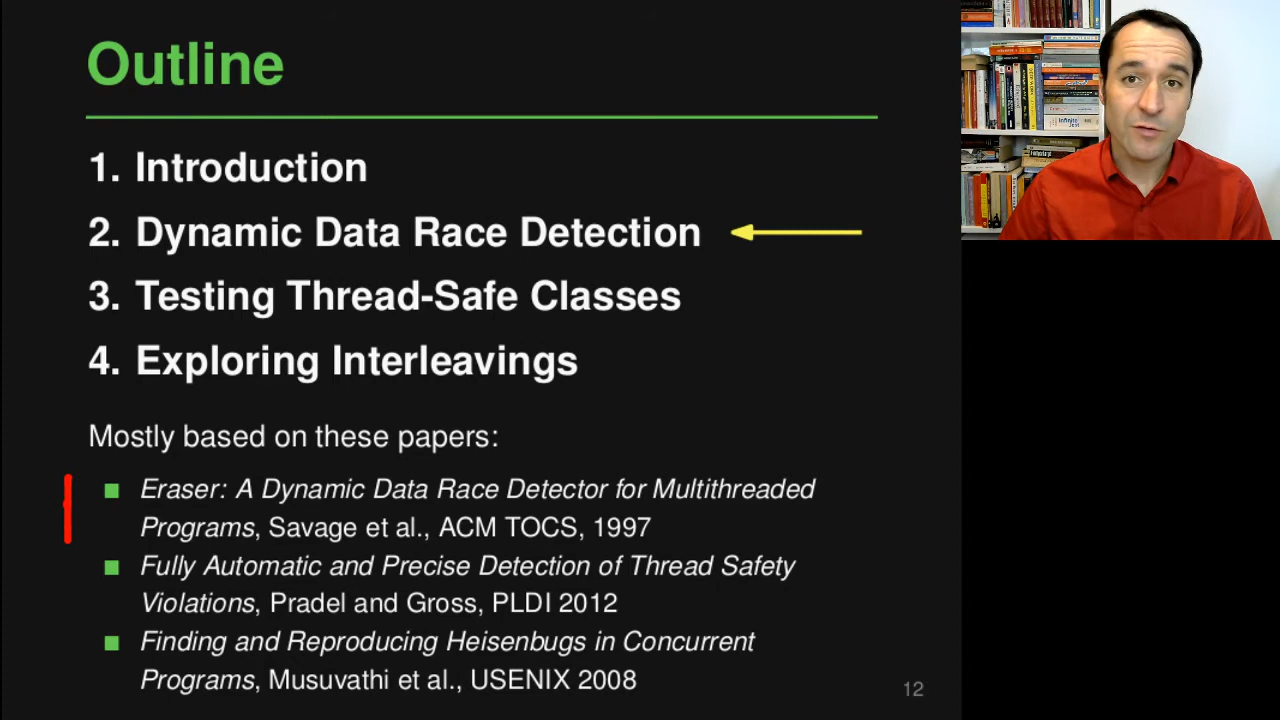 Outline
1. Introduction
2. Dynamic Data Race Detection
3. Testing Thread-Safe Classes
4. Exploring Interleavings
Mostly based on these papers:
■ Eraser: A Dynamic Data Race Detector for Multithreaded
Programs, Savage et al., ACM TOCS, 1997
■ Fully Automatic and Precise Detection of Thread Safety
Violations, Pradel and Gross, PLDI 2012
■ Finding and Reproducing Heisenbugs in Concurrent
Programs, Musuvathi et al., USENIX 2008
12
Infinite
Jest